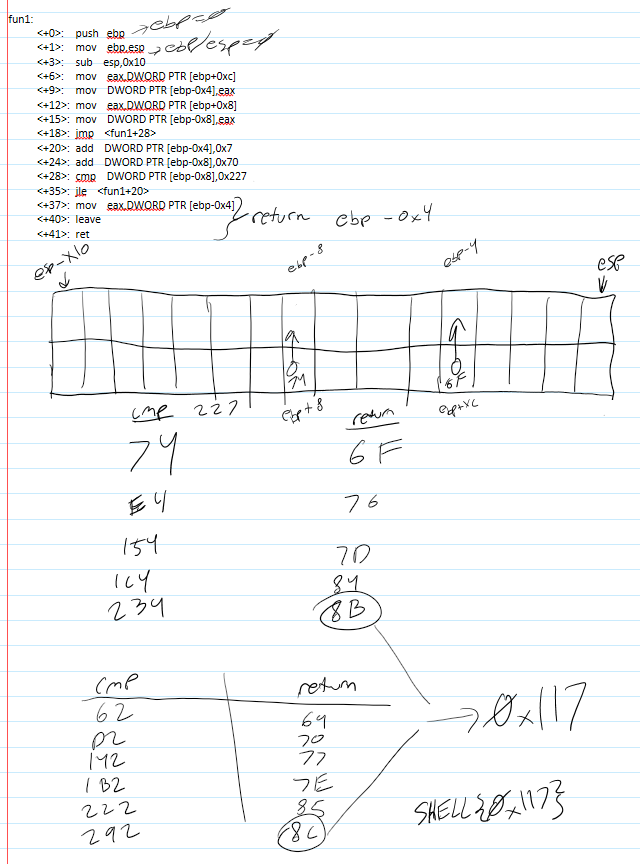 fun1:
<+0>: push ebp → ebp=0
<+1>: mov ebp,esp → ebp/esp=0
<+3>: sub esp,0x10
<+6>: mov eax,DWORD PTR [ebp+0xc]
<+9>: mov DWORD PTR [ebp-0x4],eax
<+12>: mov eax,DWORD PTR [ebp+0x8]
<+15>: mov DWORD PTR [ebp-0x8],eax
<+18>: jmp <fun1+28>
<+20>: add DWORD PTR [ebp-0x4],0x7
<+24>: add DWORD PTR [ebp-0x8],0x70
<+28>: cmp DWORD PTR [ebp-0x8],0x227
<+35>: jle <fun1+20>
<+37>: mov eax,DWORD PTR [ebp-0x4]
<+40>: leave return ebp - 0x4
<+41>: ret
esp-x10 ebp-8 ebp-4 esp
0 0
74 6F
ebp+8 ebp+xc
cmp 227 return
74 6F
E4 76
154 7D
1C4 84
234 8B
cmp return
62 69
D2 70
142 77
1B2 7E
222 85
292 8C
→ 0x117
SHELL{0x117}